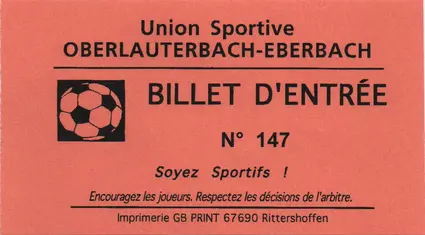 Union Sportive
OBERLAUTERBACH-EBERBACH
BILLET D'ENTRÉE
N° 147
Soyez Sportifs !
Encouragez les joueurs. Respectez les décisions de l'arbitre.
Imprimerie GB PRINT 67690 Rittershoffen